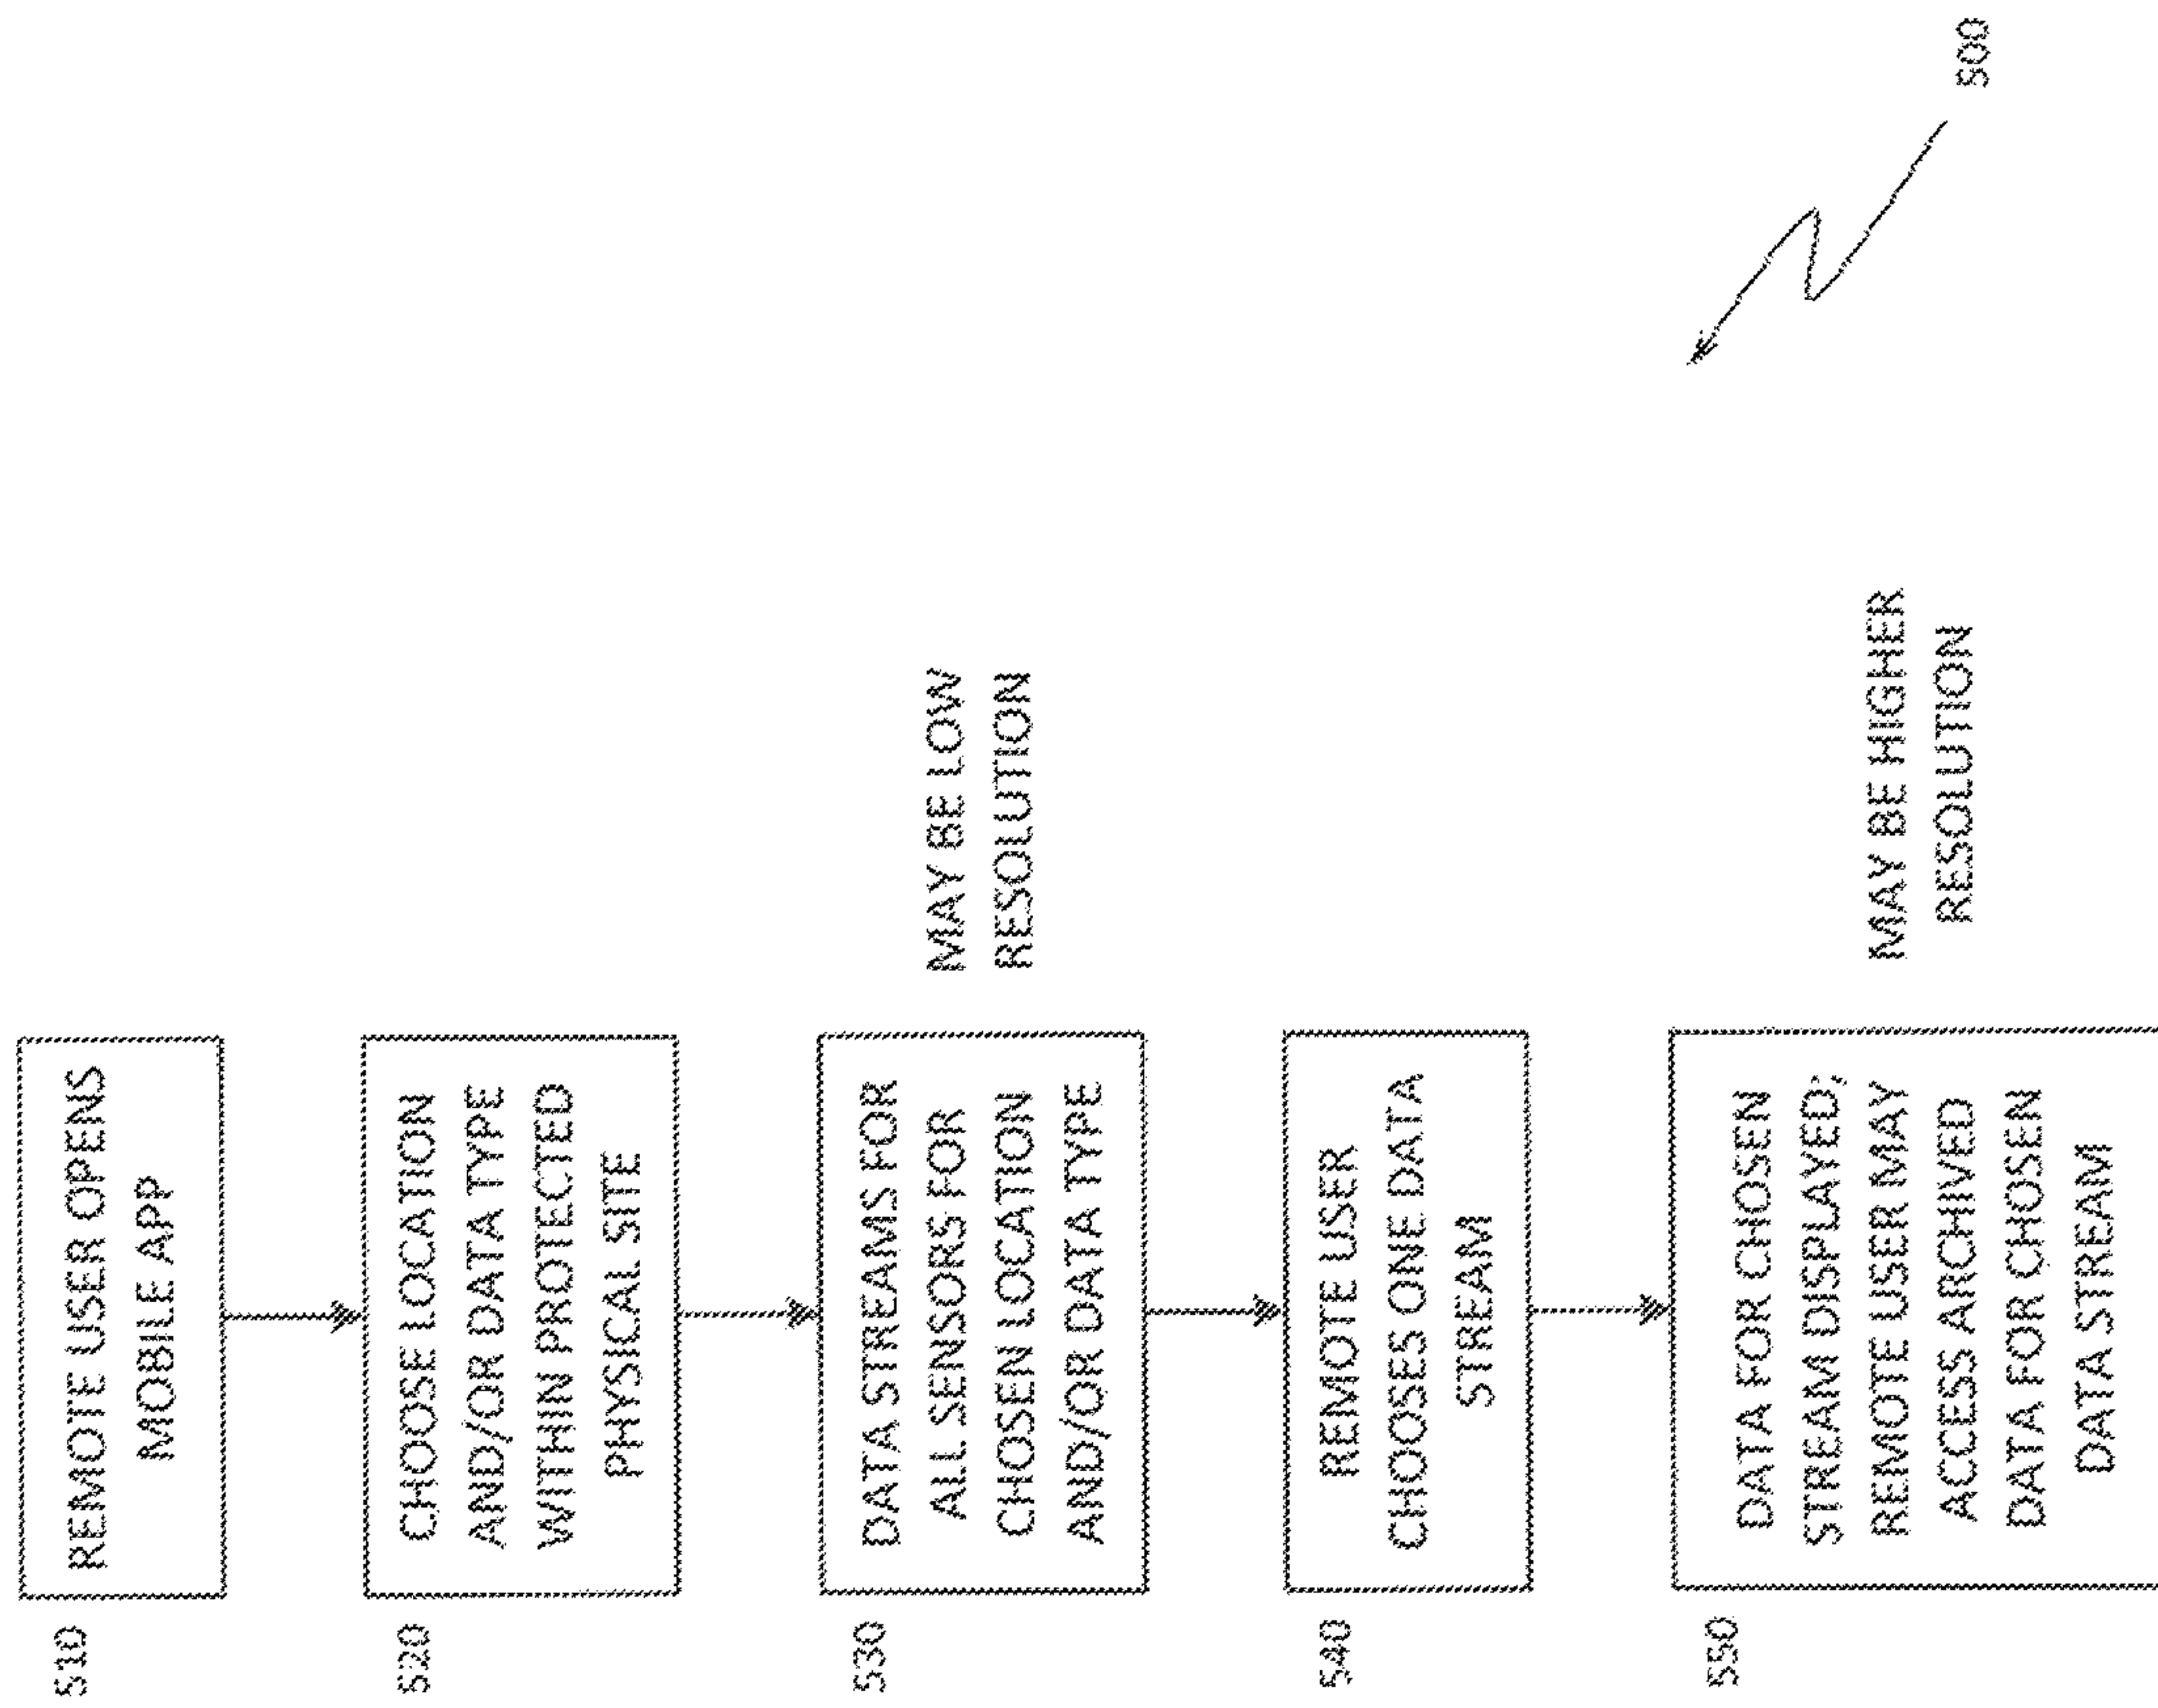 510
REMOTE USER OPENS
MOBILE APP
520
CHOOSE LOCATION
AND/OR DATA TYPE
WITHIN PROTECTED
PHYSICAL SITE
530
DATA STREAMS FOR
ALL SENSORS FOR
CHOSEN LOCATION
AND/OR DATA TYPE
MAY BE LOW
RESOLUTION
540
REMOTE USER
CHOOSES ONE DATA
STREAM
550
DATA FOR CHOSEN
STREAM DISPLAYED;
REMOTE USER MAY
ACCESS ARCHIVED
DATA FOR CHOSEN
DATA STREAM
MAY BE HIGHER
RESOLUTION
500